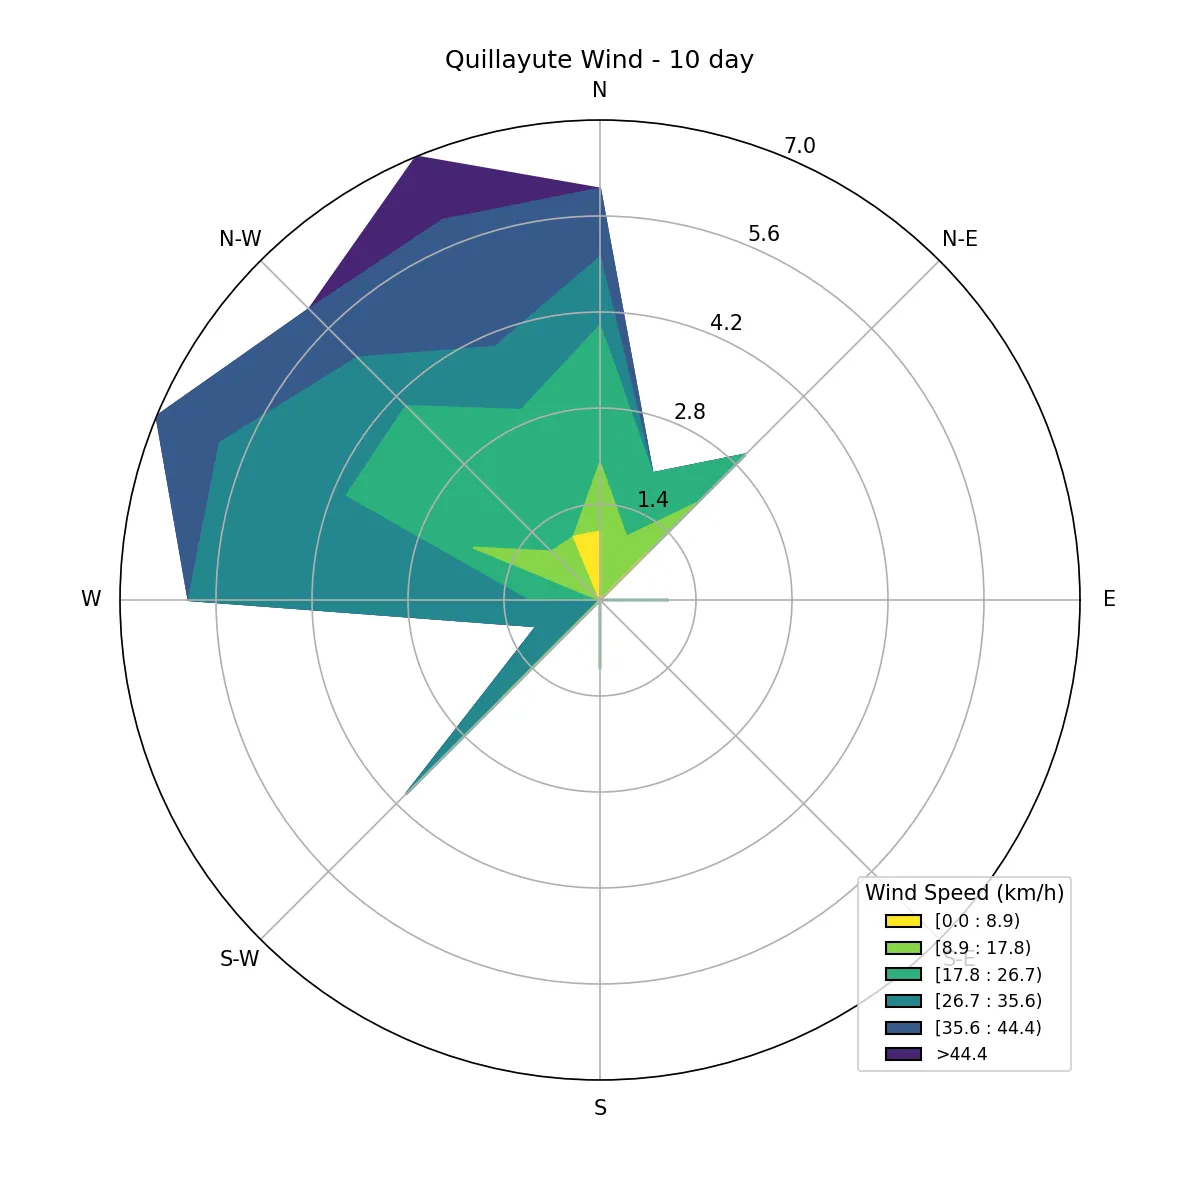 Quillayute Wind - 10 day
N
7.0
N-W
5.6
N-E
4.2
2.8
1.4
W
E
S-W
S-E
S
Wind Speed (km/h)
[0.0 : 8.9)
[8.9 : 17.8)
[17.8 : 26.7)
[26.7 : 35.6)
[35.6 : 44.4)
>44.4